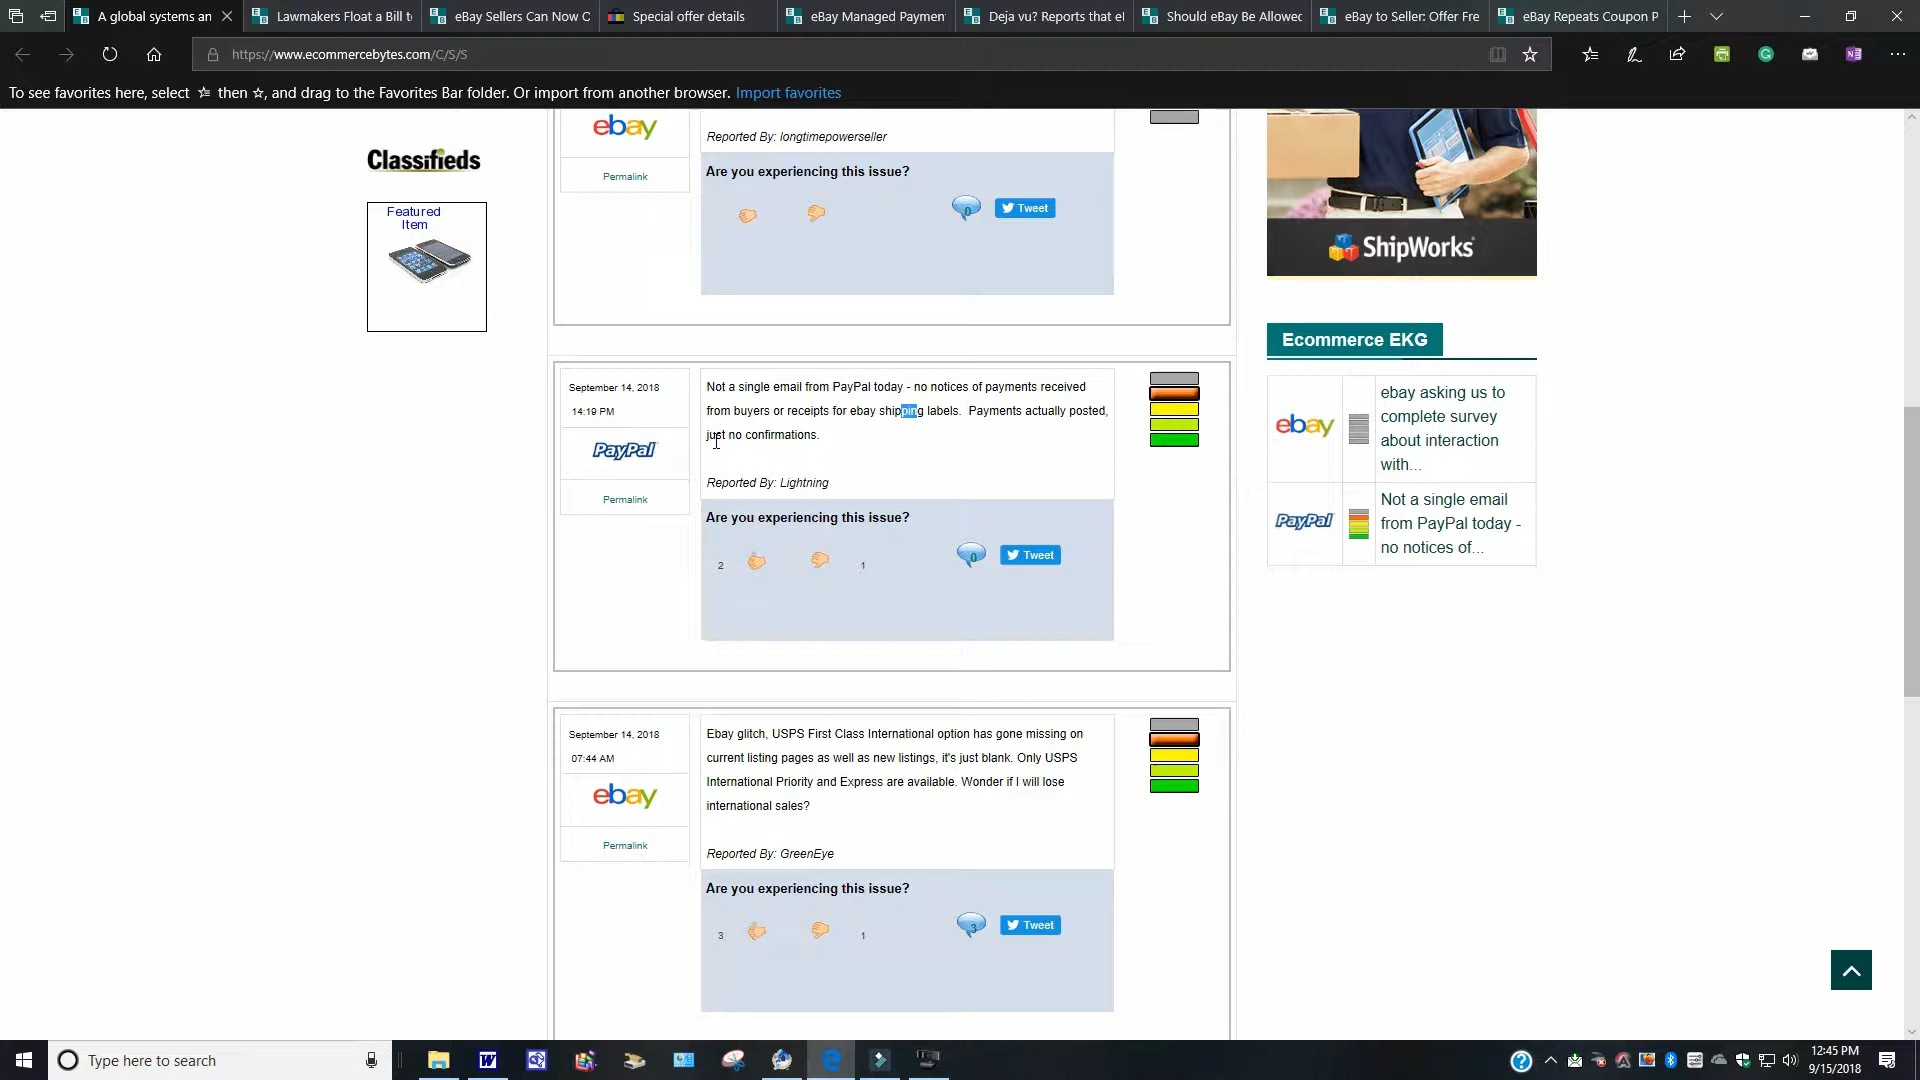 A global systems an
Lawmakers Float a Bill t
eBay Sellers Can Now C
Special offer details
eBay Managed Paymen
Deja vu? Reports that e
Should eBay Be Allowec
eBay to Seller: Offer Fre
eBay Repeats Coupon P
https://www.ecommercebytes.com/C/S/S
To see favorites here, select then , and drag to the Favorites Bar folder. Or import from another browser. Import favorites
Classifieds
Featured
Item
ebay
Permalink
Reported By: longtimepowerseller
Are you experiencing this issue?
0
Tweet
September 14, 2018
14:19 PM
PayPal
Permalink
Not a single email from PayPal today - no notices of payments received
from buyers or receipts for ebay shipping labels. Payments actually posted,
just no confirmations.
Reported By: Lightning
Are you experiencing this issue?
2
1
0
Tweet
September 14, 2018
07:44 AM
ebay
Permalink
Ebay glitch, USPS First Class International option has gone missing on
current listing pages as well as new listings, it's just blank. Only USPS
International Priority and Express are available. Wonder if I will lose
international sales?
Reported By: GreenEye
Are you experiencing this issue?
3
1
3
Tweet
ShipWorks
Ecommerce EKG
ebay
ebay asking us to
complete survey
about interaction
with...
PayPal
Not a single email
from PayPal today -
no notices of...
Type here to search
12:45 PM
9/15/2018